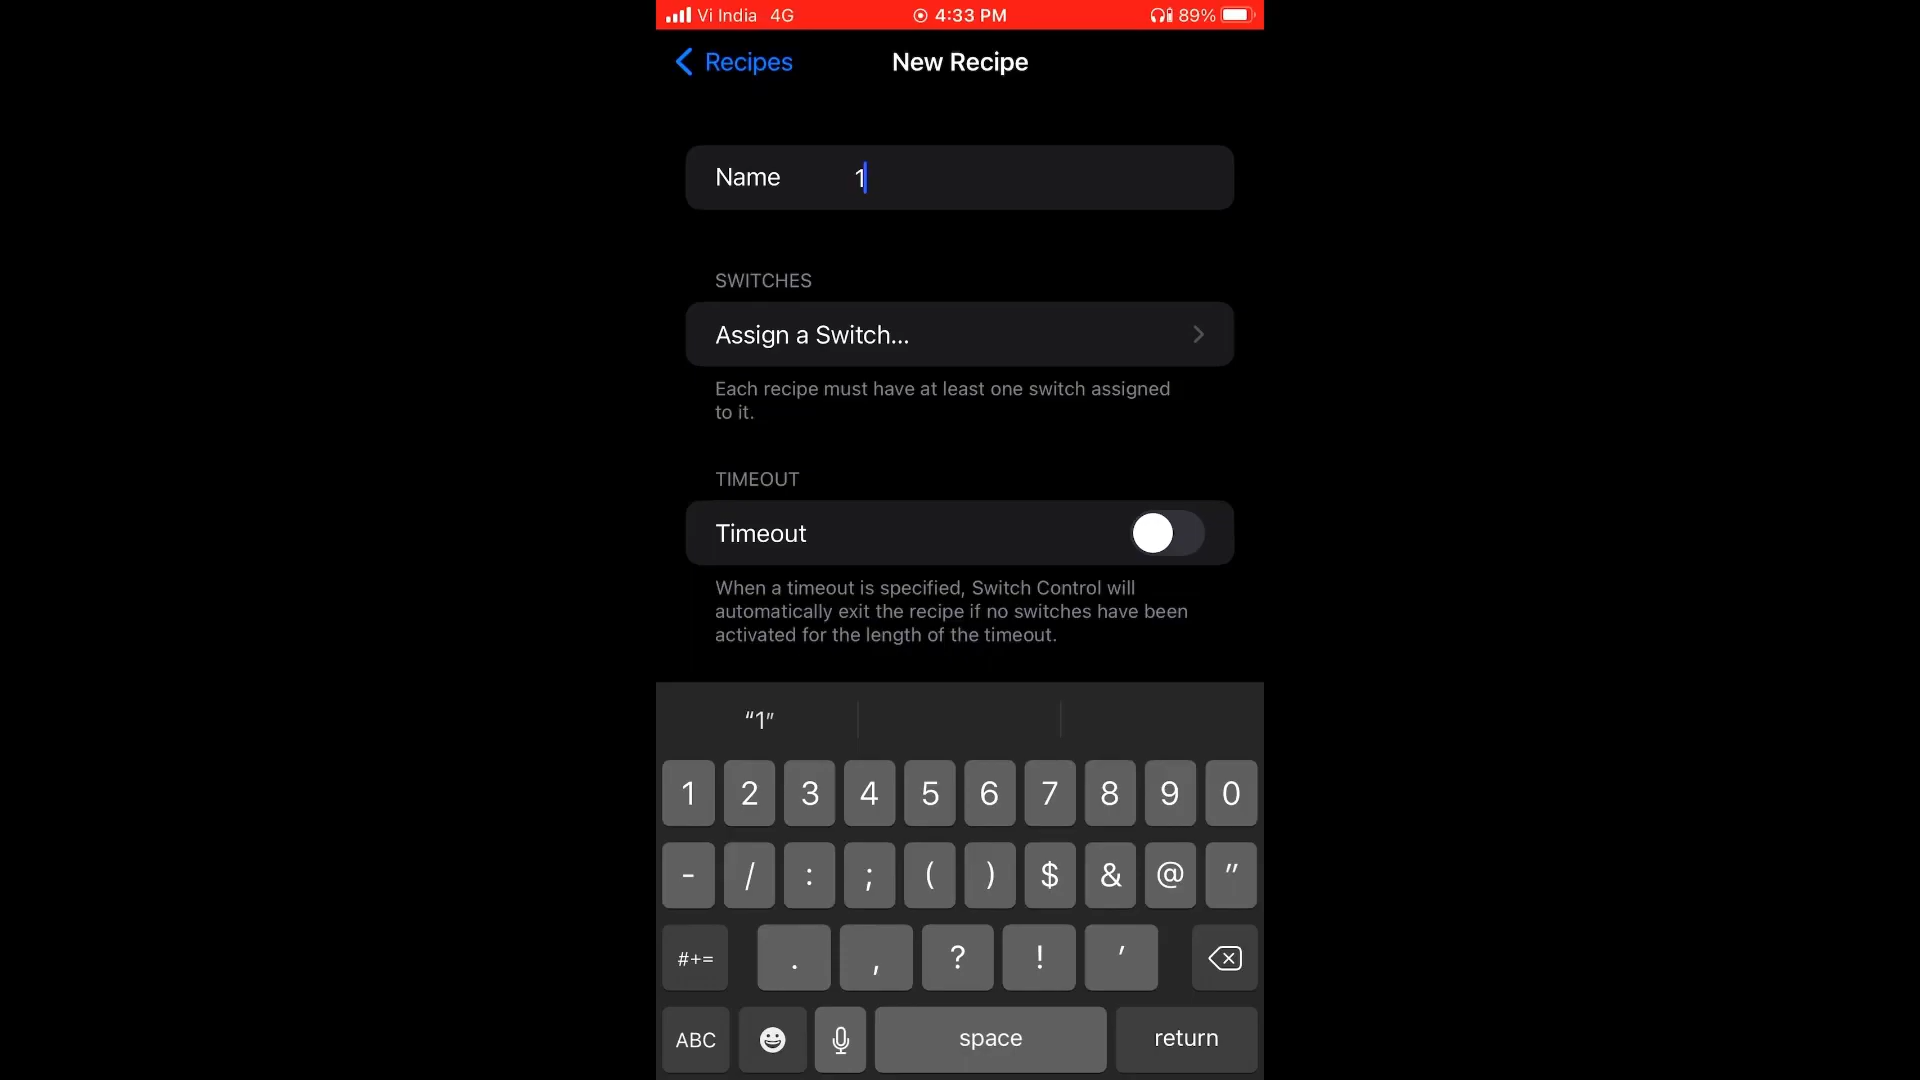 Vi India 4G 4:33 PM 89%
Recipes New Recipe
Name 1
SWITCHES
Assign a Switch...
Each recipe must have at least one switch assigned
to it.
TIMEOUT
Timeout
When a timeout is specified, Switch Control will
automatically exit the recipe if no switches have been
activated for the length of the timeout.
“1”
1 2 3 4 5 6 7 8 9 0
- / : ; ( ) $ & @ "
#+= . , ? ! '
ABC space return